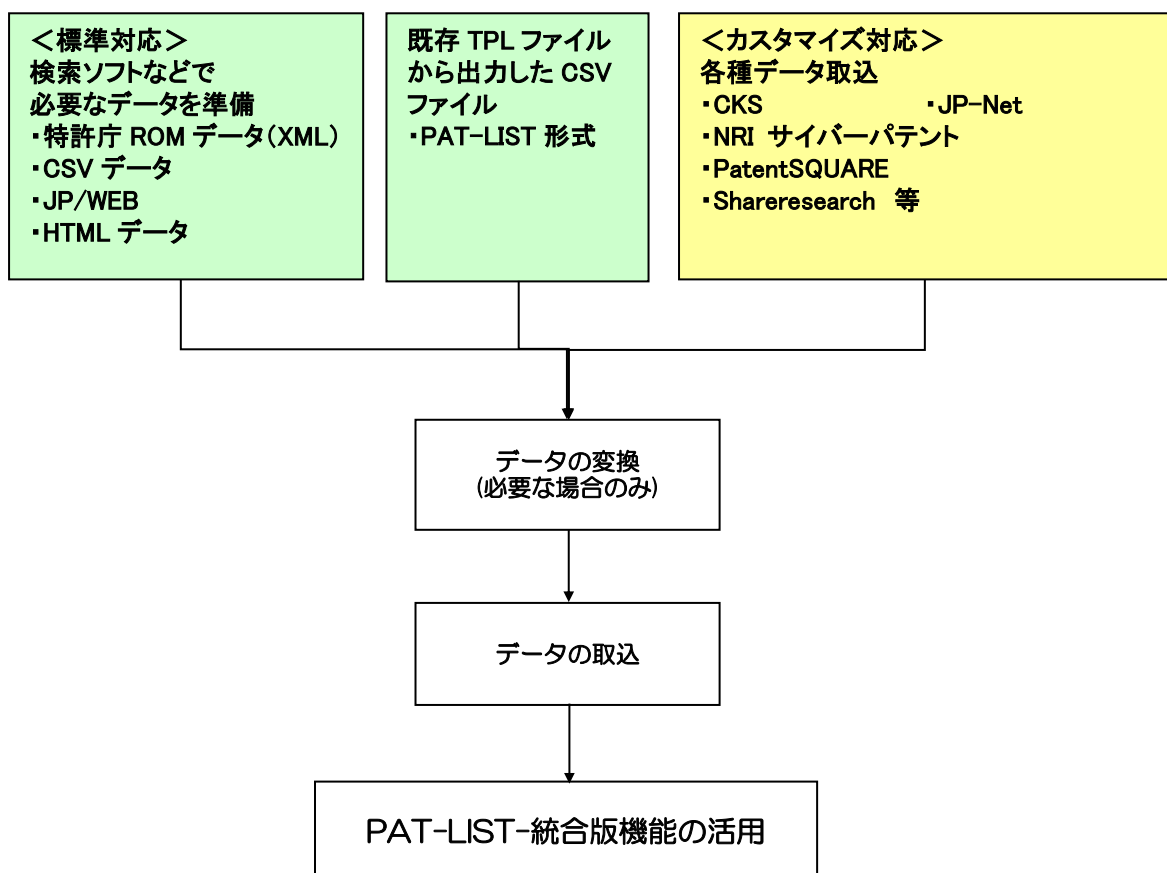 ＜標準対応＞
検索ソフトなどで
必要なデータを準備
・特許庁 ROM データ（XML）
・CSV データ
・JP/WEB
・HTML データ
既存 TPL ファイル
から出力した CSV
ファイル
・PAT-LIST 形式
＜カスタマイズ対応＞
各種データ取込
・CKS ・JP-Net
・NRI サイバーパテント
・PatentSQUARE
・Shareresearch 等
データの変換
(必要な場合のみ)
データの取込
PAT-LIST-統合版機能の活用